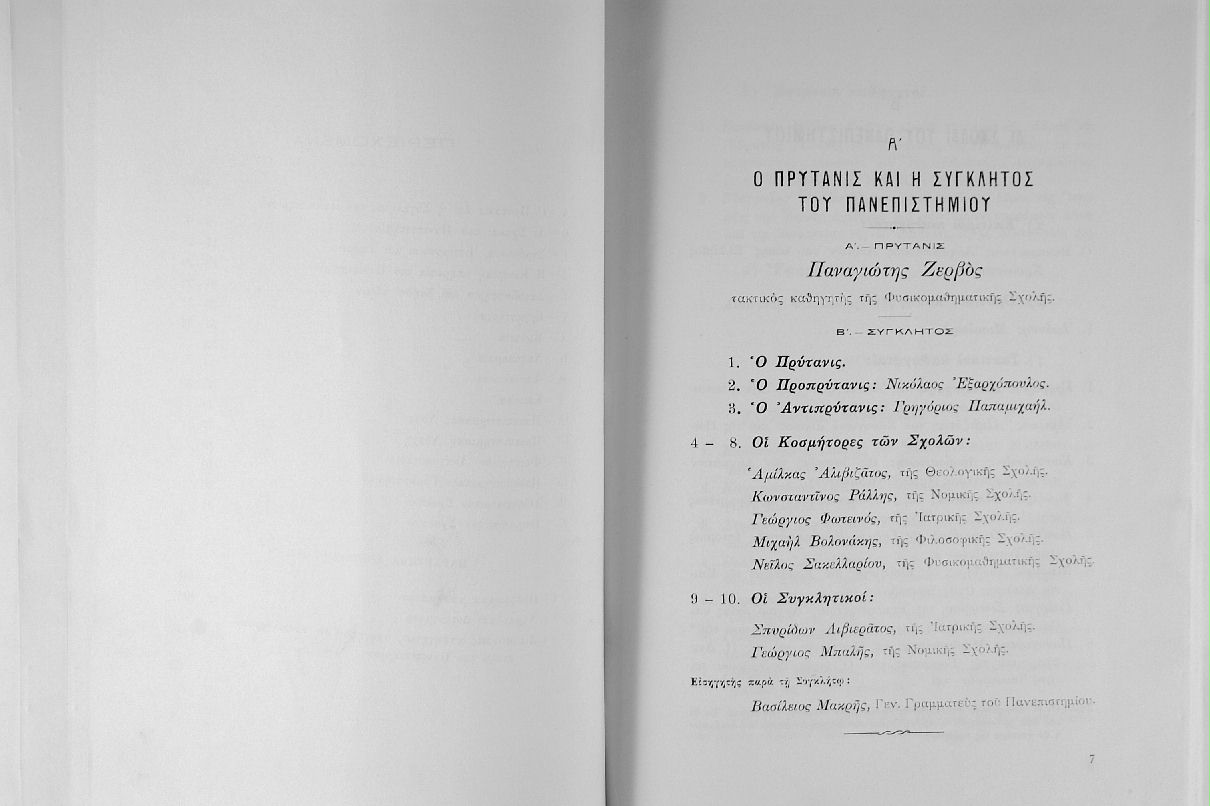 Α′
Ο ΠΡΥΤΑΝΙΣ ΚΑΙ Η ΣΥΓΚΛΗΤΟΣ
ΤΟΥ ΠΑΝΕΠΙΣΤΗΜΙΟΥ
Α′.— ΠΡΥΤΑΝΙΣ
Παναγιώτης Ζερβὸς
τακτικὸς καθηγητὴς τῆς Φυσικομαθηματικῆς Σχολῆς.
Β′.— ΣΥΓΚΛΗΤΟΣ
1. Ὁ Πρύτανις.
2. Ὁ Προπρύτανις: Νικόλαος Ἐξαρχόπουλος.
3. Ὁ Ἀντιπρύτανις: Γρηγόριος Παπαμιχαήλ.
4 – 8. Οἱ Κοσμήτορες τῶν Σχολῶν:
Ἀμίλκας Ἀλιβιζᾶτος, τῆς Θεολογικῆς Σχολῆς.
Κωνσταντῖνος Ράλλης, τῆς Νομικῆς Σχολῆς.
Γεώργιος Φωτεινός, τῆς Ἰατρικῆς Σχολῆς.
Μιχαὴλ Βολονάκης, τῆς Φιλοσοφικῆς Σχολῆς.
Νεῖλος Σακελλαρίου, τῆς Φυσικομαθηματικῆς Σχολῆς.
9 – 10. Οἱ Συγκλητικοί:
Σπυρίδων Λιβιερᾶτος, τῆς Ἰατρικῆς Σχολῆς.
Γεώργιος Μπαλῆς, τῆς Νομικῆς Σχολῆς.
Εἰσηγητὴς παρὰ τῇ Συγκλήτῳ:
Βασίλειος Μακρῆς, Γεν. Γραμματεὺς τοῦ Πανεπιστημίου.
7